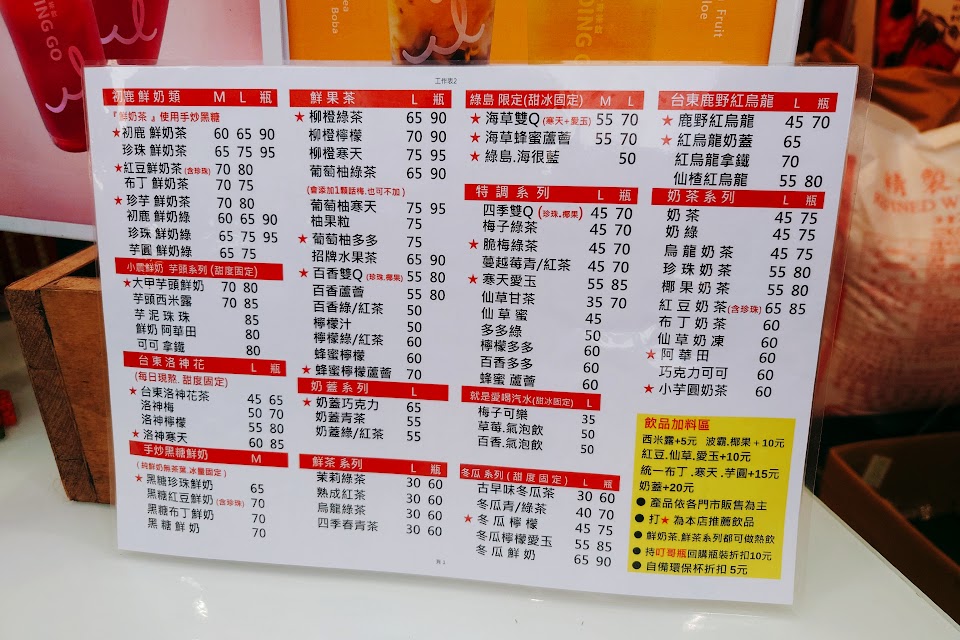 DING GO
ea
Boba
DING GO
Fruit
loe
工作表2
初鹿 鮮奶類 M L 瓶
『鮮奶茶 』使用手炒黑糖
★初鹿 鮮奶茶 60 65 90
珍珠 鮮奶茶 65 75 95
★紅豆鮮奶茶(含珍珠) 70 80
布丁 鮮奶茶 70 75
★珍芋 鮮奶茶 70 80
初鹿 鮮奶綠 60 65 90
珍珠 鮮奶綠 65 75 95
芋圓 鮮奶綠 65 75
小農鮮奶 芋頭系列(甜度固定)
★大甲芋頭鮮奶 70 80
芋頭西米露 70 85
芋泥珠珠 85
鮮奶阿華田 80
可可拿鐵 80
台東洛神花 L 瓶
(每日現熬. 甜度固定)
★台東洛神花茶 45 65
洛神梅 50 70
洛神檸檬 55 80
★洛神寒天 60 85
手炒黑糖鮮奶 M
(純鮮奶無茶葉.冰量固定)
★黑糖珍珠鮮奶 65
黑糖紅豆鮮奶(含珍珠) 70
黑糖布丁鮮奶 70
黑糖鮮奶 70
鮮果茶 L 瓶
★柳橙綠茶 65 90
柳橙檸檬 70 90
柳橙寒天 75 95
葡萄柚綠茶 65 90
(會添加1顆話梅.也可不加)
葡萄柚寒天 75 95
柚果粒 75
★葡萄柚多多 75
招牌水果茶 65 90
★百香雙Q(珍珠.椰果) 55 80
百香蘆薈 55 80
百香綠/紅茶 50
檸檬汁 50
檸檬綠/紅茶 50
蜂蜜檸檬 60
★蜂蜜檸檬蘆薈 70
奶蓋系列 L
★奶蓋巧克力 65
奶蓋青茶 55
奶蓋綠/紅茶 55
鮮茶系列 L 瓶
茉莉綠茶 30 60
熟成紅茶 30 60
烏龍綠茶 30 60
四季春青茶 30 60
綠島 限定(甜冰固定) M L
★海草雙Q(寒天+愛玉) 55 70
★海草蜂蜜蘆薈 55 70
★綠島.海很藍 50
特調系列 L 瓶
四季雙Q(珍珠.椰果) 45 70
梅子綠茶 45 70
★脆梅綠茶 45 70
蔓越莓青/紅茶 45 70
★寒天愛玉 55 85
仙草甘茶 35 70
仙草蜜 45
多多綠 50
檸檬多多 60
百香多多 60
蜂蜜蘆薈 60
就是愛喝汽水(甜冰固定) L
梅子可樂 35
草莓.氣泡飲 50
百香.氣泡飲 50
冬瓜系列(甜度固定) L 瓶
古早味冬瓜茶 30 60
冬瓜青/綠茶 40 70
★冬瓜檸檬 45 75
冬瓜檸檬愛玉 55 85
冬瓜鮮奶 65 90
台東鹿野紅烏龍 L 瓶
★鹿野紅烏龍 45 70
★紅烏龍奶蓋 65
紅烏龍拿鐵 70
仙楂紅烏龍 55 80
奶茶系列 L 瓶
奶茶 45 75
奶綠 45 75
烏龍奶茶 45 75
珍珠奶茶 55 80
椰果奶茶 55 80
紅豆奶茶(含珍珠) 65 85
布丁奶茶 60
仙草奶凍 60
★阿華田 60
巧克力可可 60
★小芋圓奶茶 60
飲品加料區
西米露+5元 波霸.椰果+10元
紅豆.仙草.愛玉+10元
統一布丁.寒天.芋圓+15元
奶蓋+20元
● 產品依各門市販售為主
● 打★為本店推薦飲品
● 鮮奶茶.鮮茶系列都可做熱飲
● 持叮哥瓶回購瓶裝折扣10元
● 自備環保杯折扣 5元